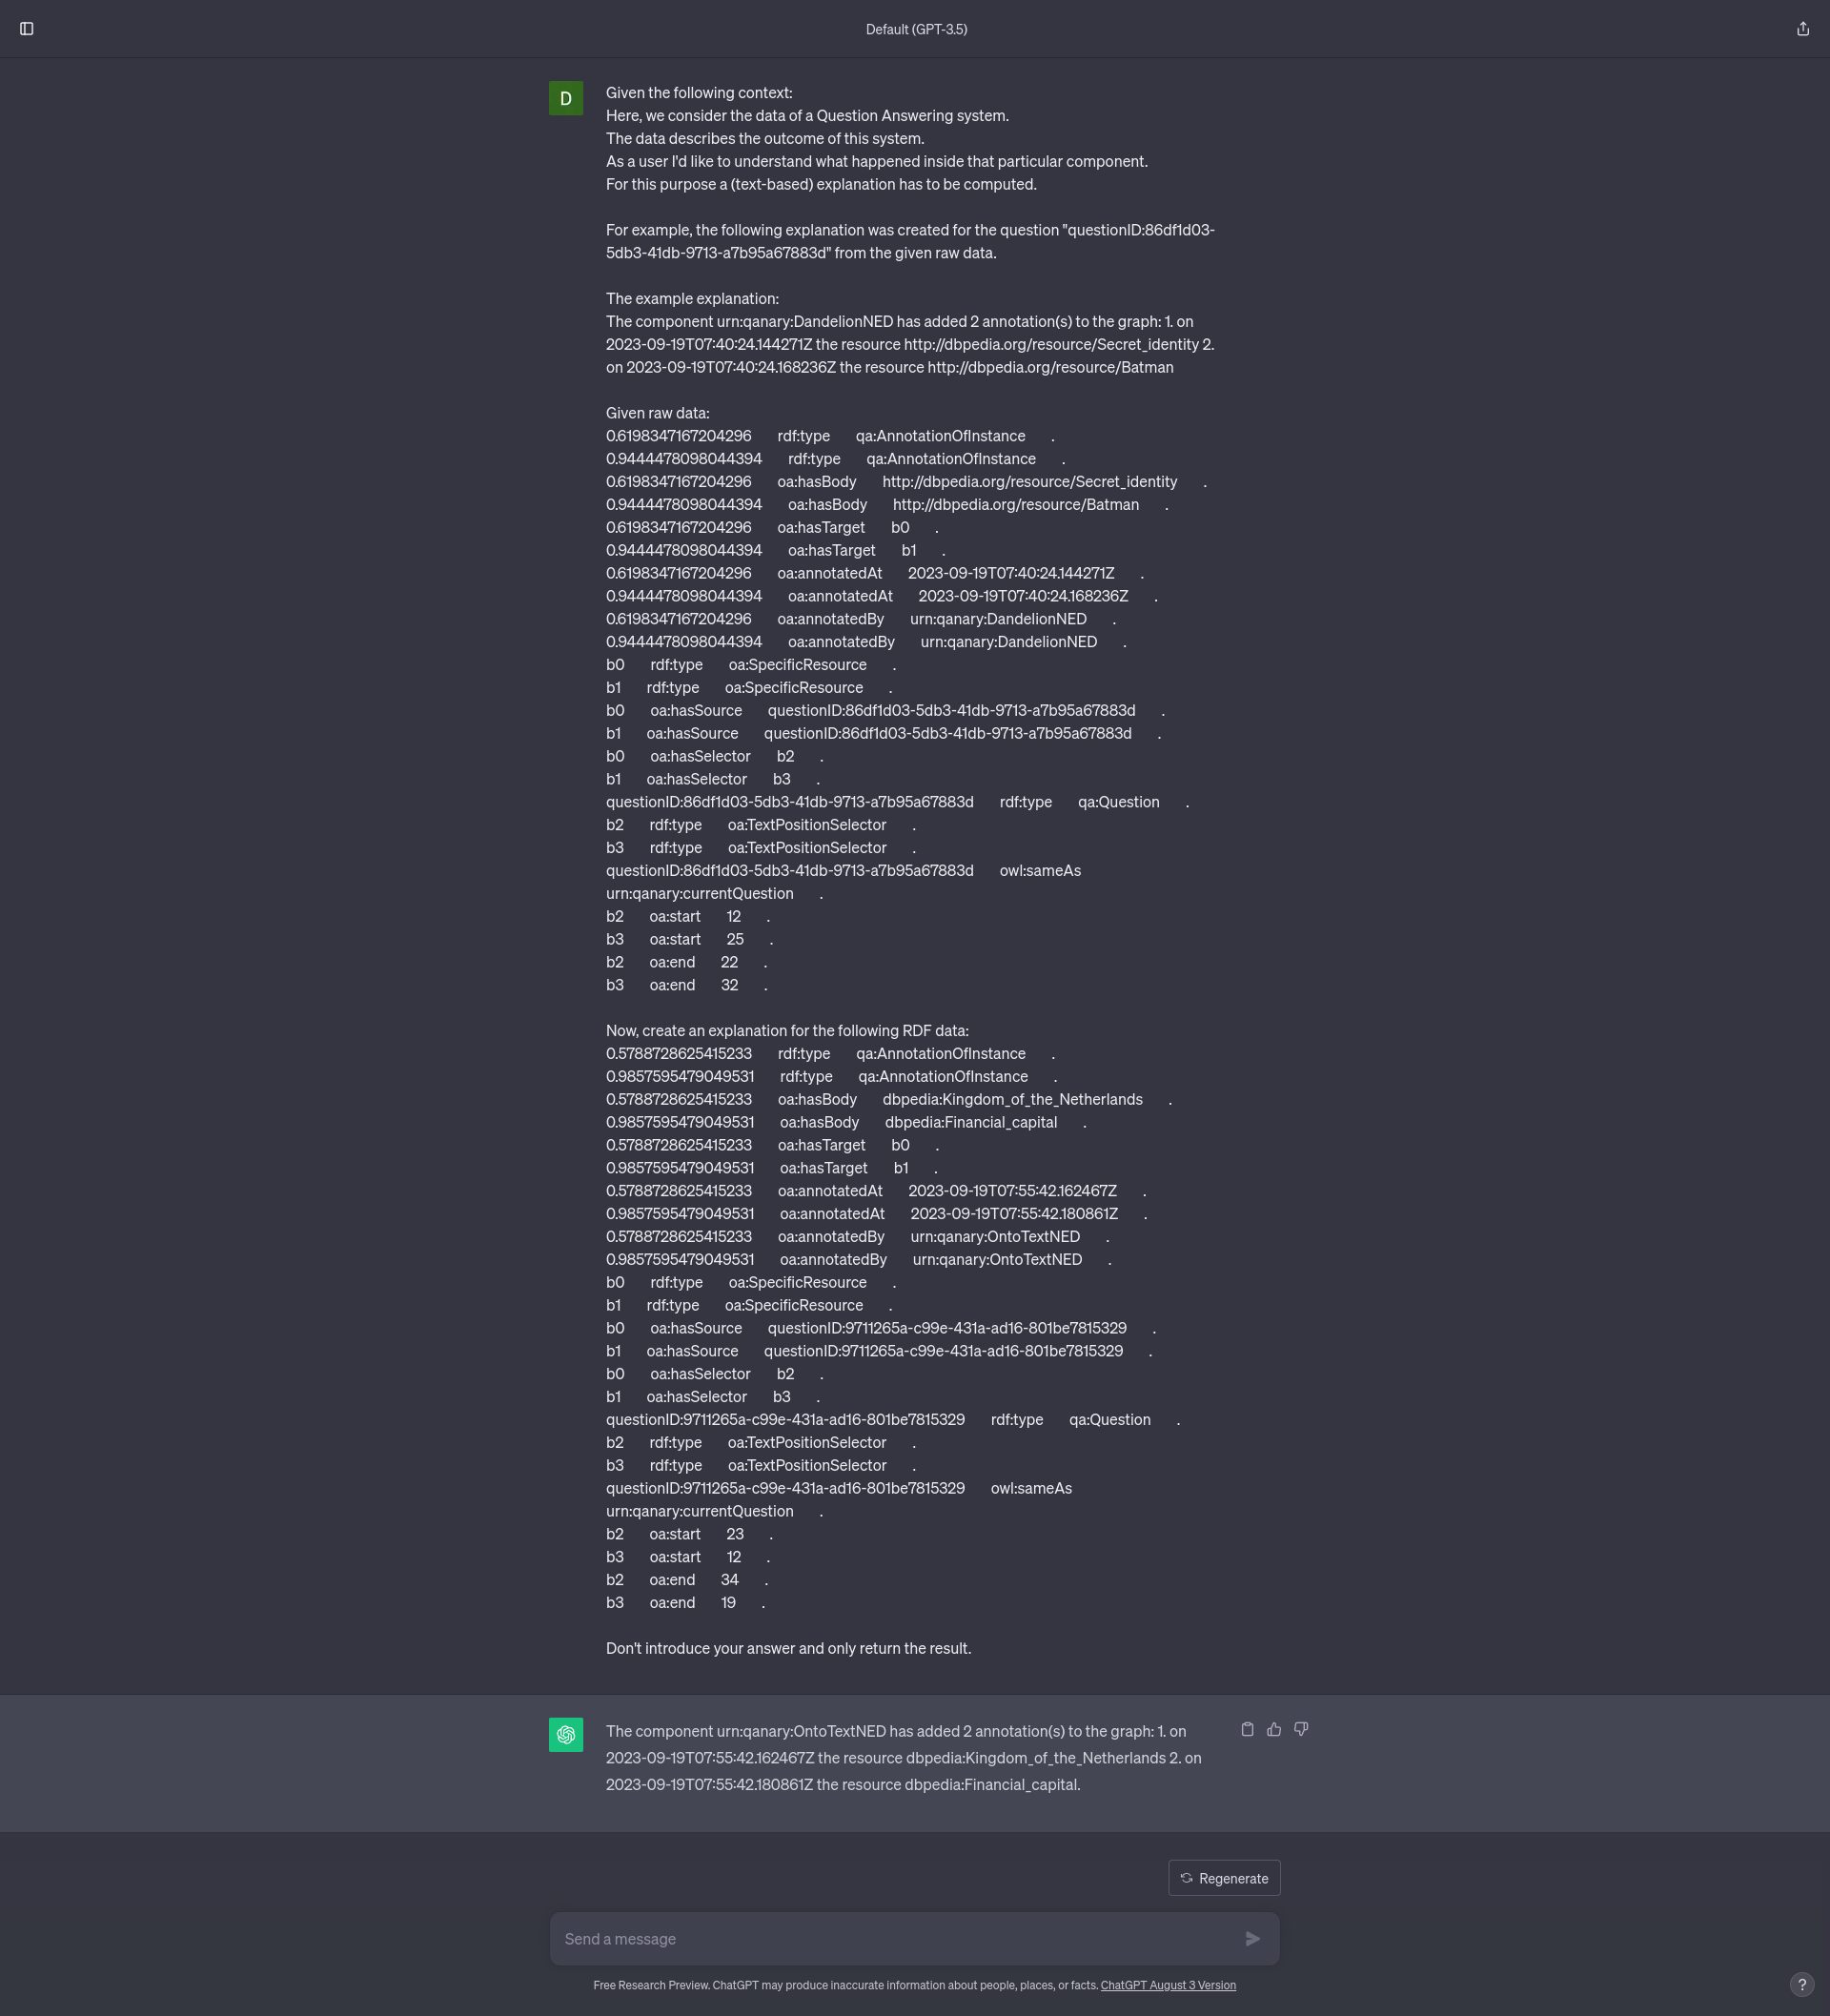 Default (GPT-3.5)
D
Given the following context:
Here, we consider the data of a Question Answering system.
The data describes the outcome of this system.
As a user I'd like to understand what happened inside that particular component.
For this purpose a (text-based) explanation has to be computed.
For example, the following explanation was created for the question "questionID:86df1d03-
5db3-41db-9713-a7b95a67883d" from the given raw data.
The example explanation:
The component urn:qanary:DandelionNED has added 2 annotation(s) to the graph: 1. on
2023-09-19T07:40:24.144271Z the resource http://dbpedia.org/resource/Secret_identity 2.
on 2023-09-19T07:40:24.168236Z the resource http://dbpedia.org/resource/Batman
Given raw data:
0.6198347167204296 rdf:type qa:AnnotationOfInstance .
0.9444478098044394 rdf:type qa:AnnotationOfInstance .
0.6198347167204296 oa:hasBody http://dbpedia.org/resource/Secret_identity .
0.9444478098044394 oa:hasBody http://dbpedia.org/resource/Batman .
0.6198347167204296 oa:hasTarget b0 .
0.9444478098044394 oa:hasTarget b1 .
0.6198347167204296 oa:annotatedAt 2023-09-19T07:40:24.144271Z .
0.9444478098044394 oa:annotatedAt 2023-09-19T07:40:24.168236Z .
0.6198347167204296 oa:annotatedBy urn:qanary:DandelionNED .
0.9444478098044394 oa:annotatedBy urn:qanary:DandelionNED .
b0 rdf:type oa:SpecificResource .
b1 rdf:type oa:SpecificResource .
b0 oa:hasSource questionID:86df1d03-5db3-41db-9713-a7b95a67883d .
b1 oa:hasSource questionID:86df1d03-5db3-41db-9713-a7b95a67883d .
b0 oa:hasSelector b2 .
b1 oa:hasSelector b3 .
questionID:86df1d03-5db3-41db-9713-a7b95a67883d rdf:type qa:Question .
b2 rdf:type oa:TextPositionSelector .
b3 rdf:type oa:TextPositionSelector .
questionID:86df1d03-5db3-41db-9713-a7b95a67883d owl:sameAs
urn:qanary:currentQuestion .
b2 oa:start 12 .
b3 oa:start 25 .
b2 oa:end 22 .
b3 oa:end 32 .
Now, create an explanation for the following RDF data:
0.5788728625415233 rdf:type qa:AnnotationOfInstance .
0.9857595479049531 rdf:type qa:AnnotationOfInstance .
0.5788728625415233 oa:hasBody dbpedia:Kingdom_of_the_Netherlands .
0.9857595479049531 oa:hasBody dbpedia:Financial_capital .
0.5788728625415233 oa:hasTarget b0 .
0.9857595479049531 oa:hasTarget b1 .
0.5788728625415233 oa:annotatedAt 2023-09-19T07:55:42.162467Z .
0.9857595479049531 oa:annotatedAt 2023-09-19T07:55:42.180861Z .
0.5788728625415233 oa:annotatedBy urn:qanary:OntoTextNED .
0.9857595479049531 oa:annotatedBy urn:qanary:OntoTextNED .
b0 rdf:type oa:SpecificResource .
b1 rdf:type oa:SpecificResource .
b0 oa:hasSource questionID:9711265a-c99e-431a-ad16-801be7815329 .
b1 oa:hasSource questionID:9711265a-c99e-431a-ad16-801be7815329 .
b0 oa:hasSelector b2 .
b1 oa:hasSelector b3 .
questionID:9711265a-c99e-431a-ad16-801be7815329 rdf:type qa:Question .
b2 rdf:type oa:TextPositionSelector .
b3 rdf:type oa:TextPositionSelector .
questionID:9711265a-c99e-431a-ad16-801be7815329 owl:sameAs
urn:qanary:currentQuestion .
b2 oa:start 23 .
b3 oa:start 12 .
b2 oa:end 34 .
b3 oa:end 19 .
Don't introduce your answer and only return the result.
The component urn:qanary:OntoTextNED has added 2 annotation(s) to the graph: 1. on
2023-09-19T07:55:42.162467Z the resource dbpedia:Kingdom_of_the_Netherlands 2. on
2023-09-19T07:55:42.180861Z the resource dbpedia:Financial_capital.
Regenerate
Send a message
Free Research Preview. ChatGPT may produce inaccurate information about people, places, or facts. ChatGPT August 3 Version
?